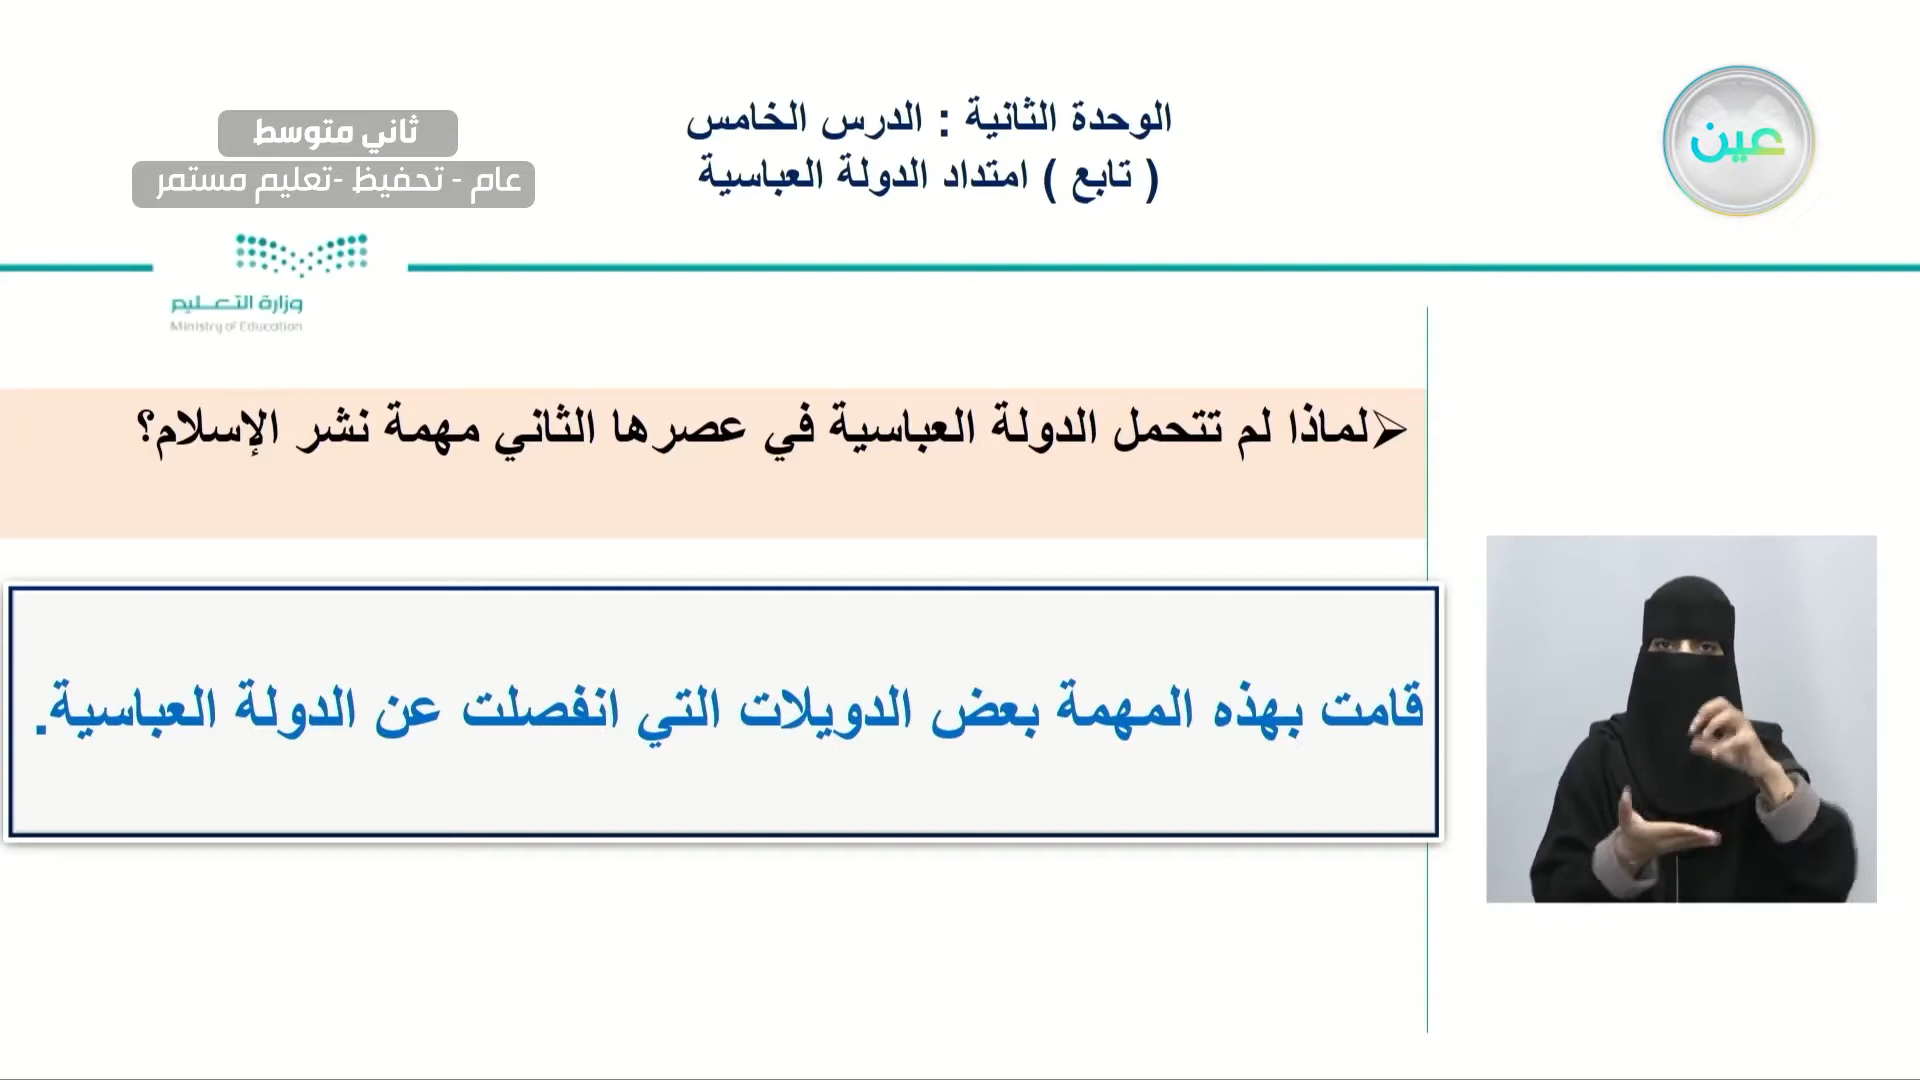 عين
الوحدة الثانية : الدرس الخامس
( تابع ) امتداد الدولة العباسية
ثاني متوسط
عام - تحفيظ -تعليم مستمر
وزارة التعليم
Ministry of Education
لماذا لم تتحمل الدولة العباسية في عصرها الثاني مهمة نشر الإسلام؟
قامت بهذه المهمة بعض الدويلات التي انفصلت عن الدولة العباسية.